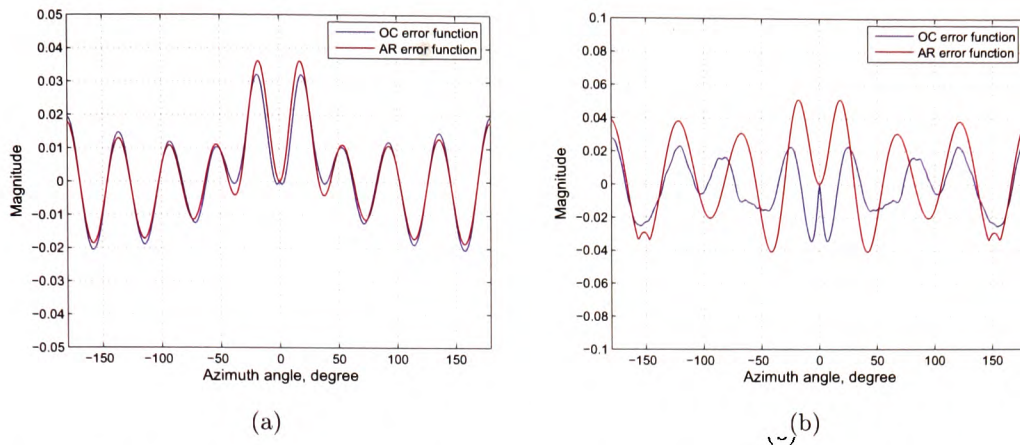 0.05
0.04
0.03
0.02
0.01
0
−0.01
−0.02
−0.03
−0.04
−0.05
Magnitude
OC error function
AR error function
−150 −100 −50 0 50 100 150
Azimuth angle, degree
(a)
0.1
0.08
0.06
0.04
0.02
0
−0.02
−0.04
−0.06
−0.08
−0.1
Magnitude
OC error function
AR error function
−150 −100 −50 0 50 100 150
Azimuth angle, degree
(b)